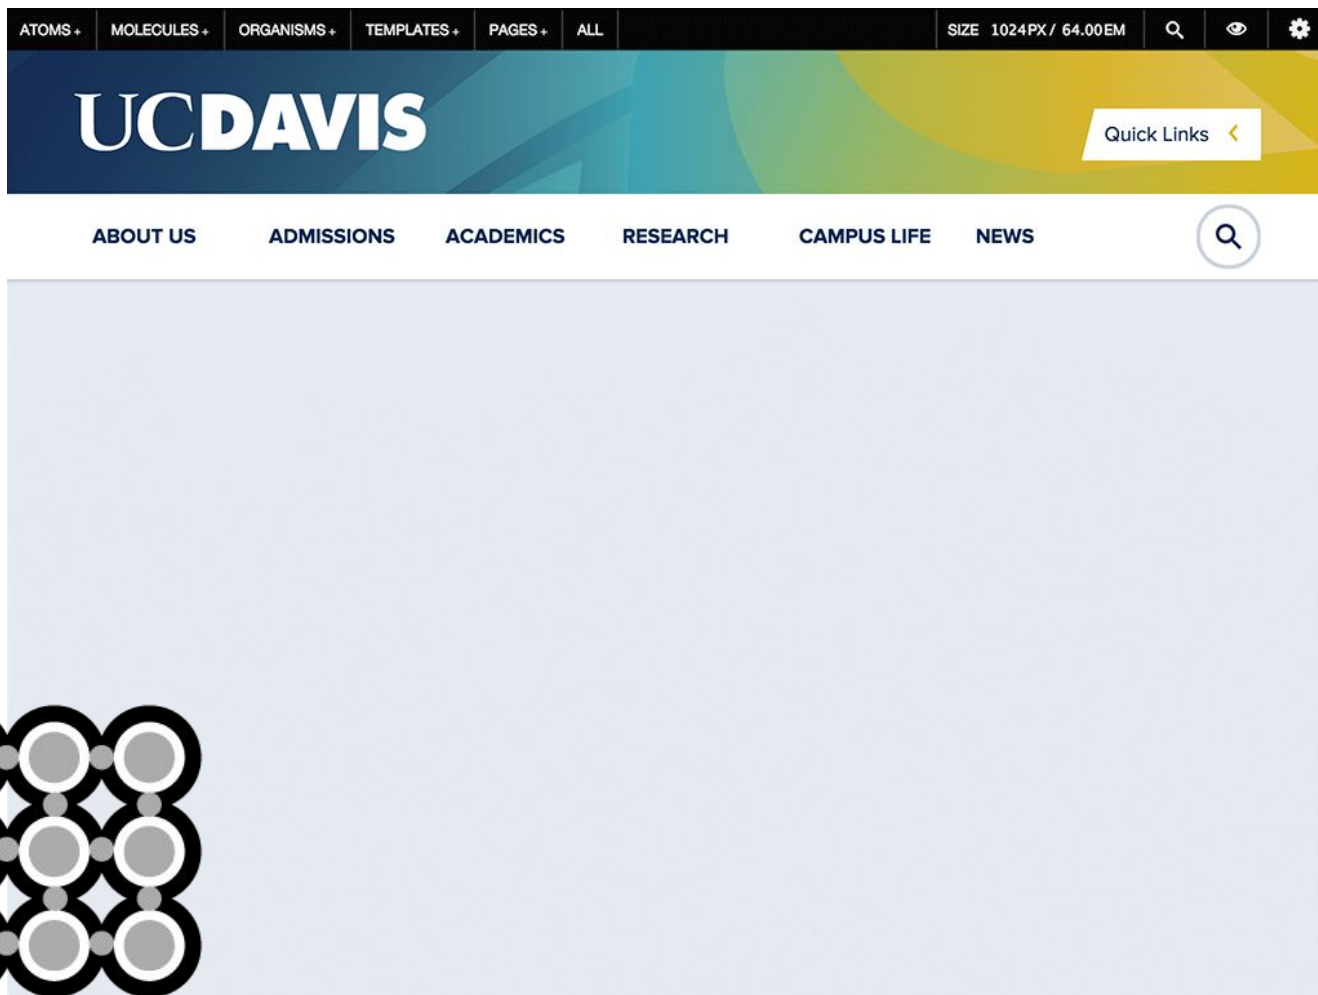 ATOMS + MOLECULES + ORGANISMS + TEMPLATES + PAGES + ALL SIZE 1024PX / 64.00EM
UCDAVIS
Quick Links
ABOUT US ADMISSIONS ACADEMICS RESEARCH CAMPUS LIFE NEWS